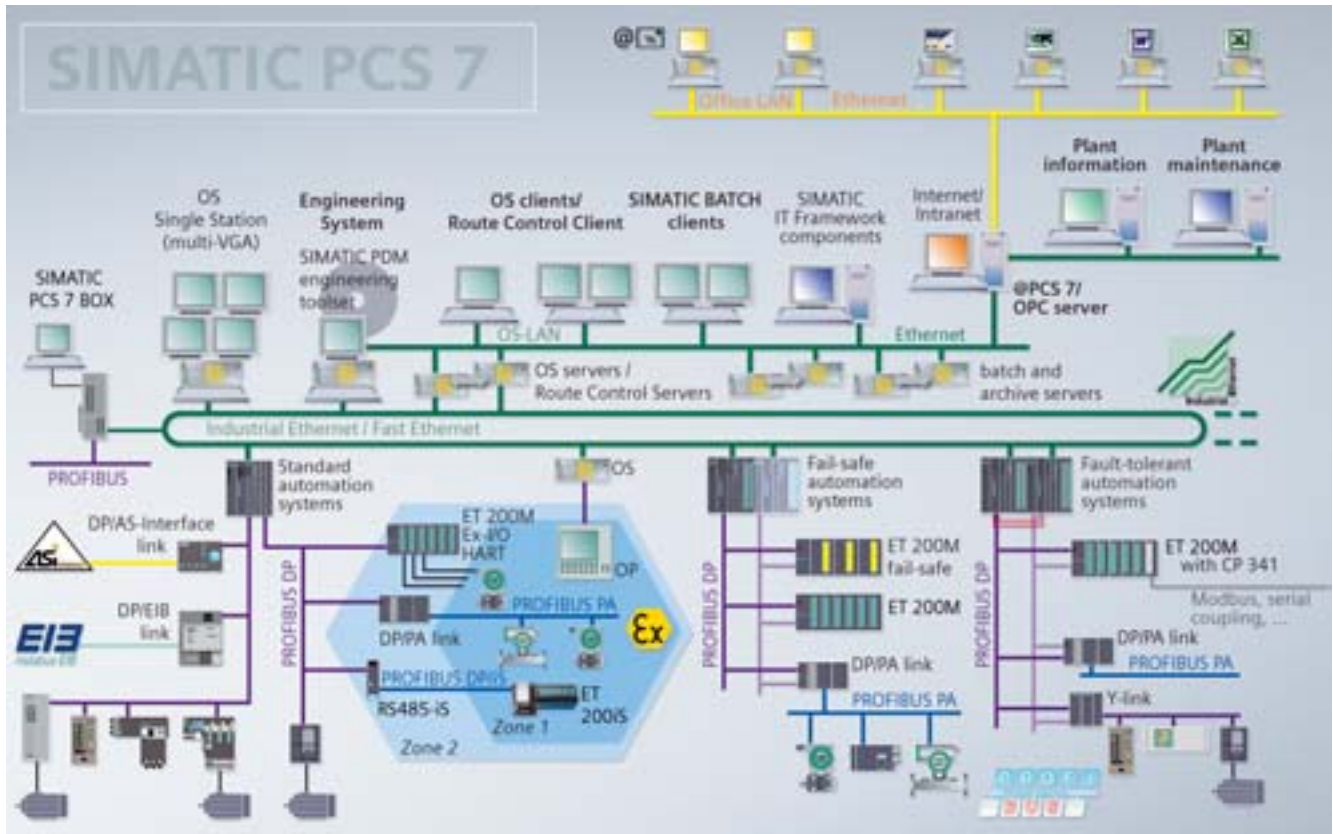 SIMATIC PCS 7
@
Office LAN
Ethernet
Plant
information
Plant
maintenance
OS
Single Station
(multi-VGA)
Engineering
System
SIMATIC PDM
engineering
toolset
OS clients/
Route Control Client
SIMATIC BATCH
clients
SIMATIC
IT Framework
components
Internet/
Intranet
@PCS 7/
OPC server
SIMATIC
PCS 7 BOX
OS-LAN
Ethernet
OS servers /
Route Control Servers
batch and
archive servers
Industrial Ethernet
Industrial Ethernet / Fast Ethernet
PROFIBUS
Standard
automation
systems
OS
Fail-safe
automation
systems
Fault-tolerant
automation
systems
DP/AS-Interface
link
ASi
DP/EIB
link
EIB
PROFIBUS DP
ET 200M
Ex-I/O
HART
OP
PROFIBUS PA
DP/PA link
Ex
PROFIBUS DP-iS
RS485-iS
ET
200iS
Zone 1
Zone 2
PROFIBUS DP
ET 200M
fail-safe
ET 200M
DP/PA link
PROFIBUS PA
PROFIBUS DP
ET 200M
with CP 341
Modbus, serial
coupling, ...
DP/PA link
PROFIBUS PA
Y-link